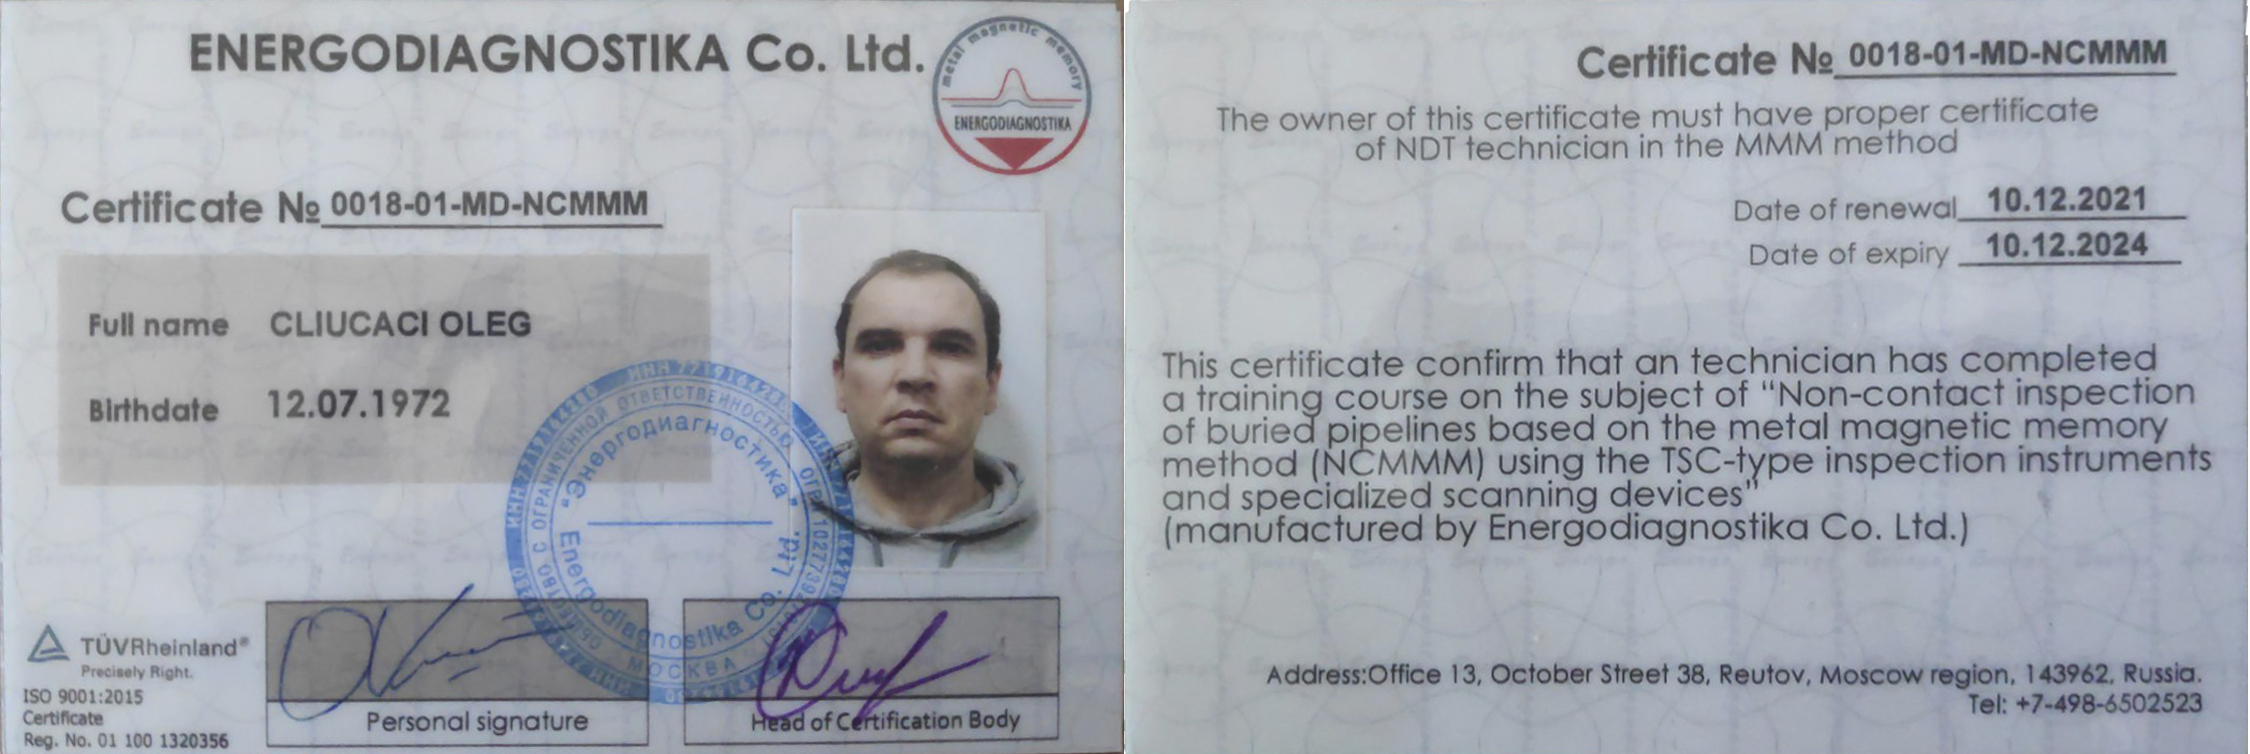 ENERGODIAGNOSTIKA Co. Ltd.
metal magnetic memory
ENERGODIAGNOSTIKA
Certificate № 0018-01-MD-NCMMM
Full name CLIUCACI OLEG
Birthdate 12.07.1972
"Энергодиагностика"
Energodiagnostika Co. Ltd.
С ОГРАНИЧЕННОЙ ОТВЕТСТВЕННОСТЬЮ
МОСКВА
TÜVRheinland®
Precisely Right.
ISO 9001:2015
Certificate
Reg. No. 01 100 1320356
Personal signature
Head of Certification Body
Certificate № 0018-01-MD-NCMMM
The owner of this certificate must have proper certificate
of NDT technician in the MMM method
Date of renewal 10.12.2021
Date of expiry 10.12.2024
This certificate confirm that an technician has completed
a training course on the subject of “Non-contact inspection
of buried pipelines based on the metal magnetic memory
method (NCMMM) using the TSC-type inspection instruments
and specialized scanning devices"
(manufactured by Energodiagnostika Co. Ltd.)
Address:Office 13, October Street 38, Reutov, Moscow region, 143962, Russia.
Tel: +7-498-6502523